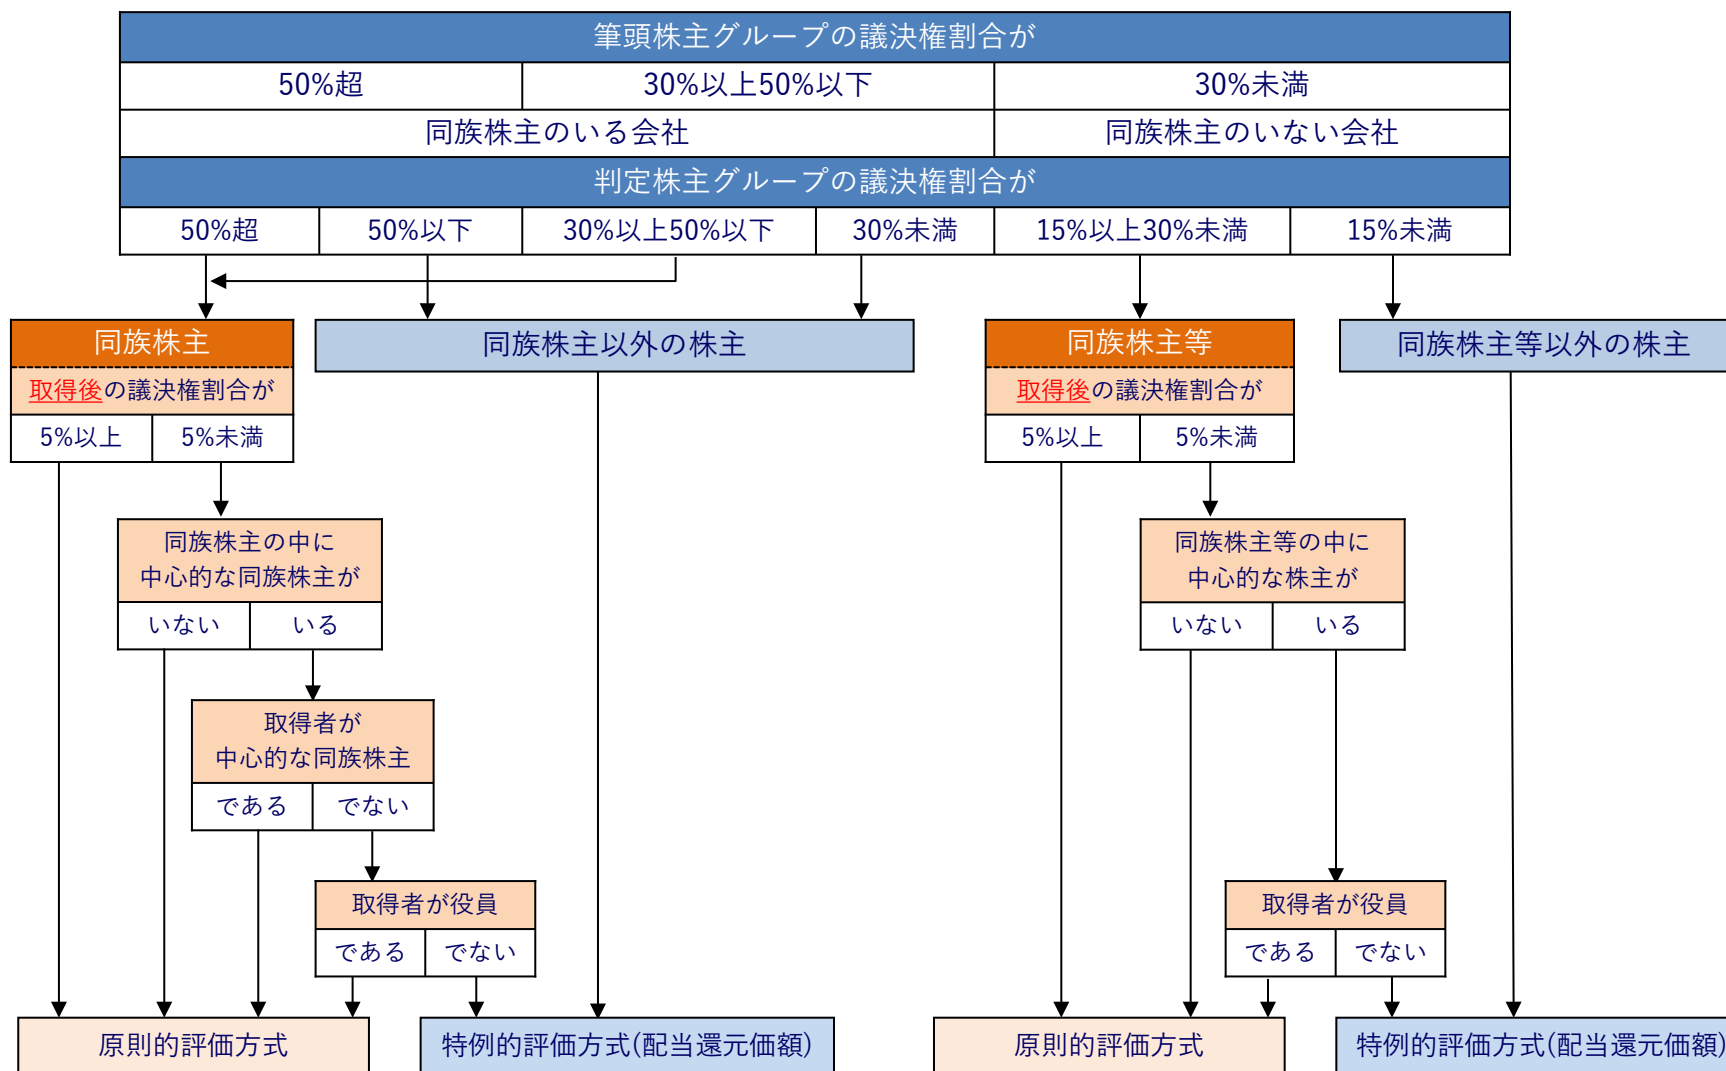 筆頭株主グループの議決権割合が
50%超 30%以上50%以下 30%未満
同族株主のいる会社 同族株主のいない会社
判定株主グループの議決権割合が
50%超 50%以下 30%以上50%以下 30%未満 15%以上30%未満 15%未満
同族株主 同族株主以外の株主 同族株主等 同族株主等以外の株主
取得後の議決権割合が 取得後の議決権割合が
5%以上 5%未満 5%以上 5%未満
同族株主の中に 同族株主等の中に
中心的な同族株主が 中心的な株主が
いない いる いない いる
取得者が
中心的な同族株主
である でない
取得者が役員 取得者が役員
である でない である でない
原則的評価方式 特例的評価方式(配当還元価額) 原則的評価方式 特例的評価方式(配当還元価額)